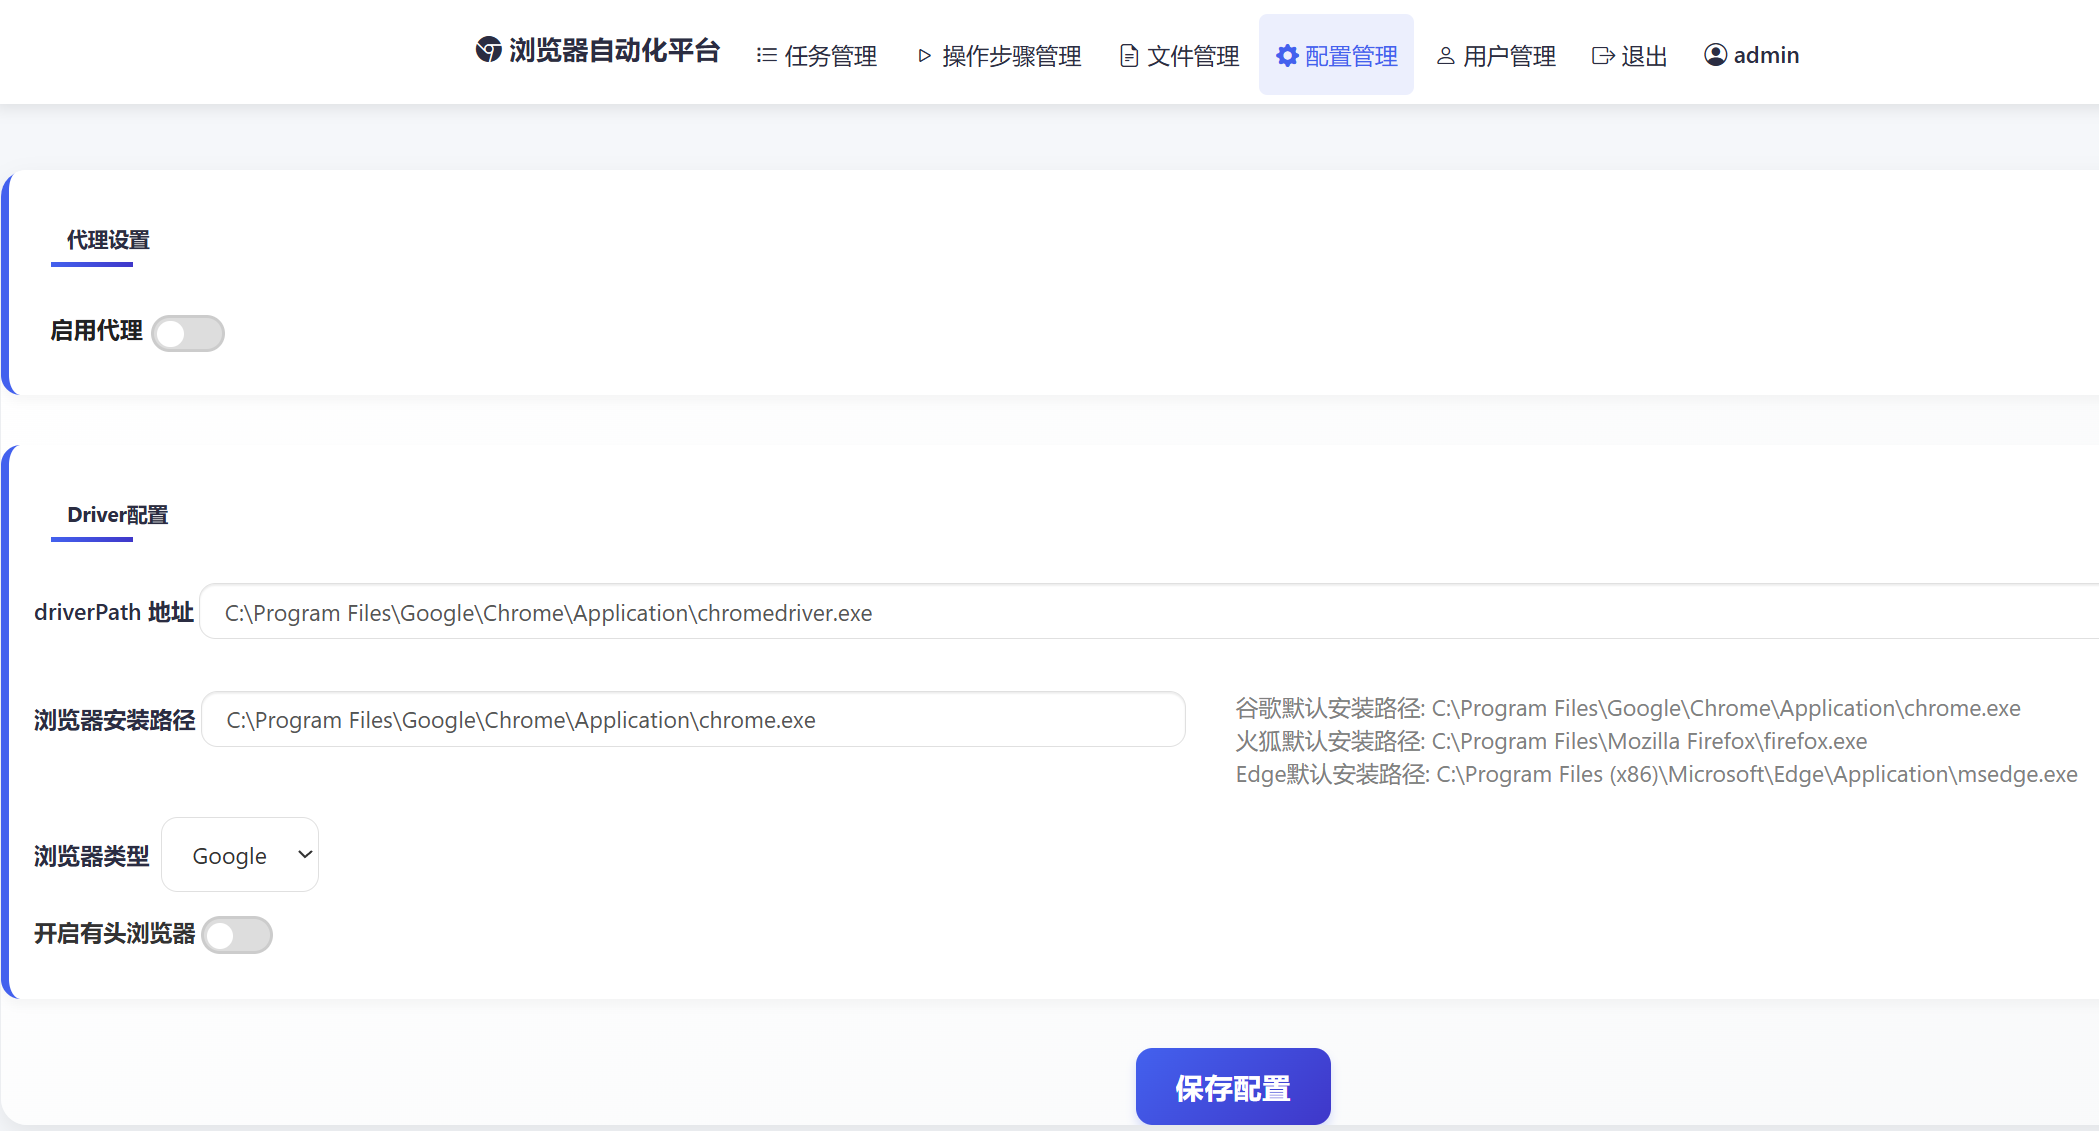 浏览器自动化平台 任务管理 操作步骤管理 文件管理 配置管理 用户管理 退出 admin
代理设置
启用代理
Driver配置
driverPath 地址 C:\Program Files\Google\Chrome\Application\chromedriver.exe
浏览器安装路径 C:\Program Files\Google\Chrome\Application\chrome.exe
谷歌默认安装路径: C:\Program Files\Google\Chrome\Application\chrome.exe
火狐默认安装路径: C:\Program Files\Mozilla Firefox\firefox.exe
Edge默认安装路径: C:\Program Files (x86)\Microsoft\Edge\Application\msedge.exe
浏览器类型 Google
开启有头浏览器
保存配置